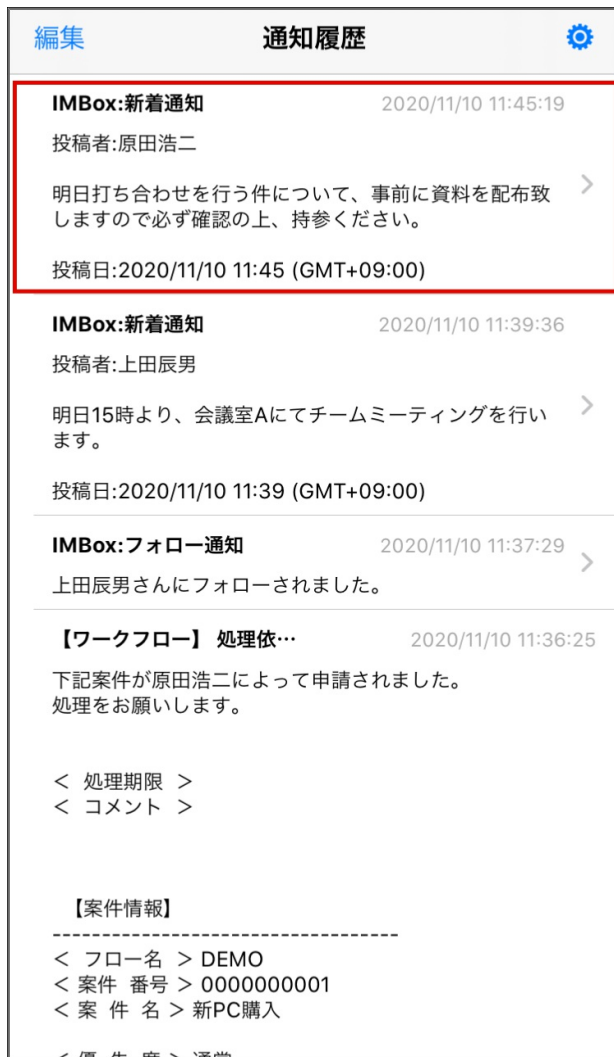 編集 通知履歴
IMBox:新着通知 2020/11/10 11:45:19
投稿者:原田浩二
明日打ち合わせを行う件について、事前に資料を配布致
しますので必ず確認の上、持参ください。
投稿日:2020/11/10 11:45 (GMT+09:00)
IMBox:新着通知 2020/11/10 11:39:36
投稿者:上田辰男
明日15時より、会議室Aにてチームミーティングを行い
ます。
投稿日:2020/11/10 11:39 (GMT+09:00)
IMBox:フォロー通知 2020/11/10 11:37:29
上田辰男さんにフォローされました。
【ワークフロー】 処理依… 2020/11/10 11:36:25
下記案件が原田浩二によって申請されました。
処理をお願いします。
< 処理期限 >
< コメント >
【案件情報】
-----------------------------------
< フロー名 > DEMO
< 案件 番号 > 0000000001
< 案 件 名 > 新PC購入